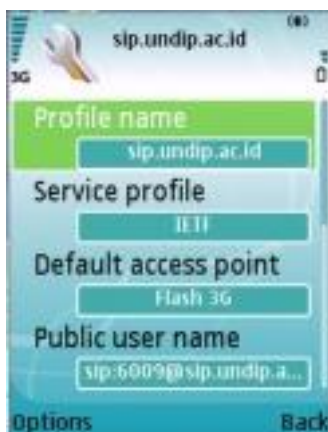 sip.undip.ac.id
3G
Profile name
sip.undip.ac.id
Service profile
IETF
Default access point
Flash 3G
Public user name
sip:6009@sip.undip.a...
Options Back